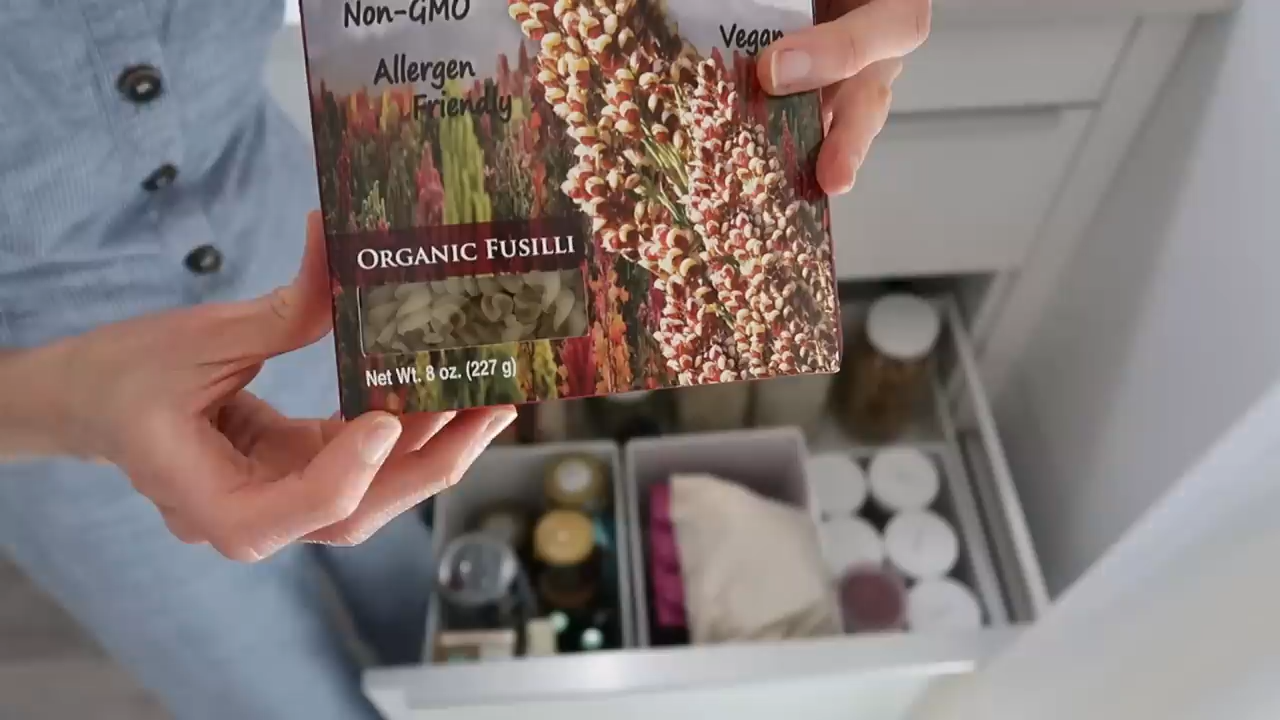 Non-GMO
Vegan
Allergen
Friendly
ORGANIC FUSILLI
Net Wt. 8 oz. (227 g)